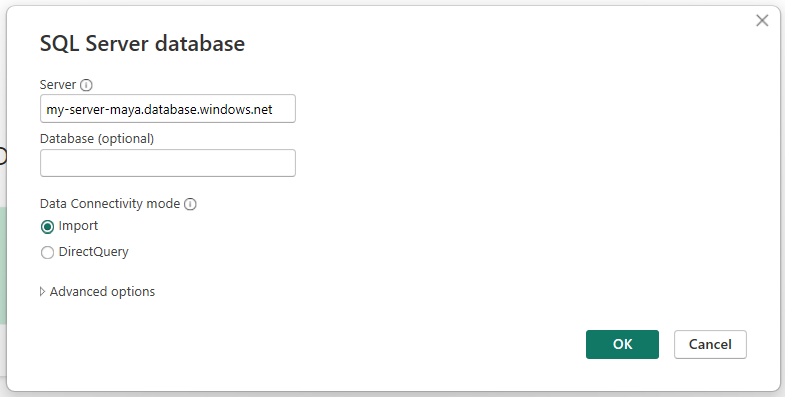 SQL Server database
Server
my-server-maya.database.windows.net
Database (optional)
Data Connectivity mode
Import
DirectQuery
Advanced options
OK Cancel